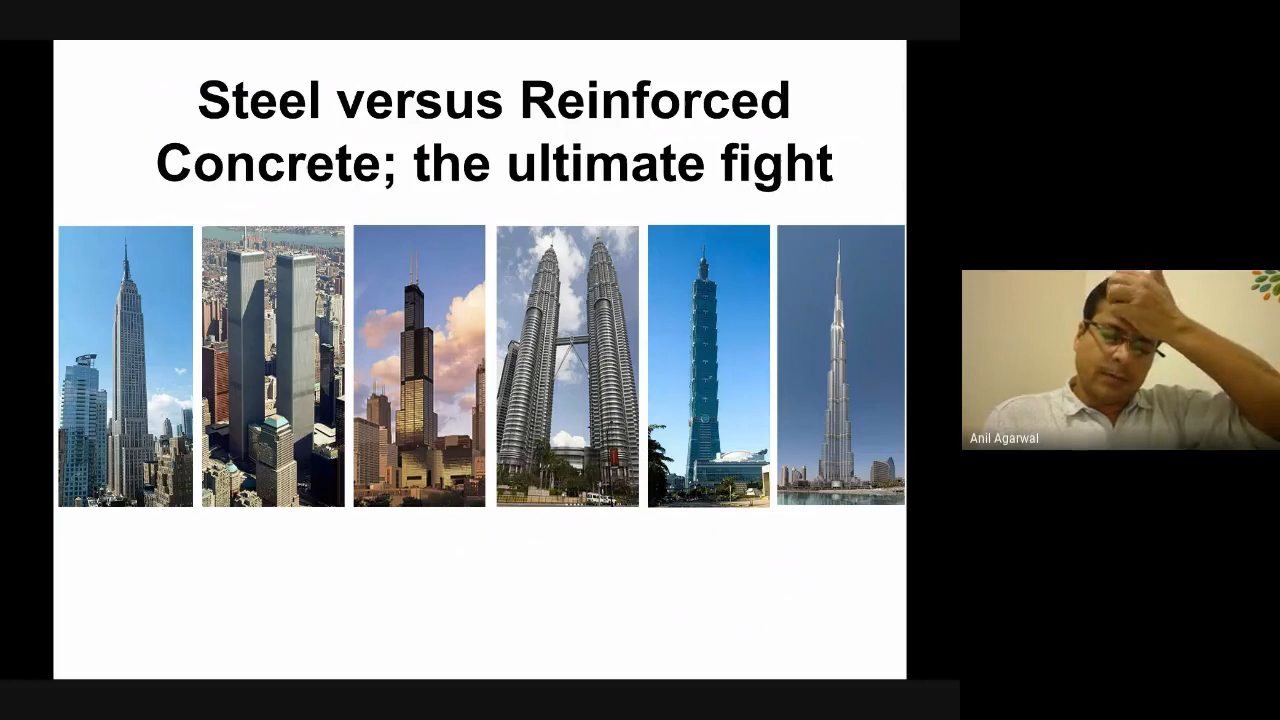 Steel versus Reinforced
Concrete; the ultimate fight
Anil Agarwal